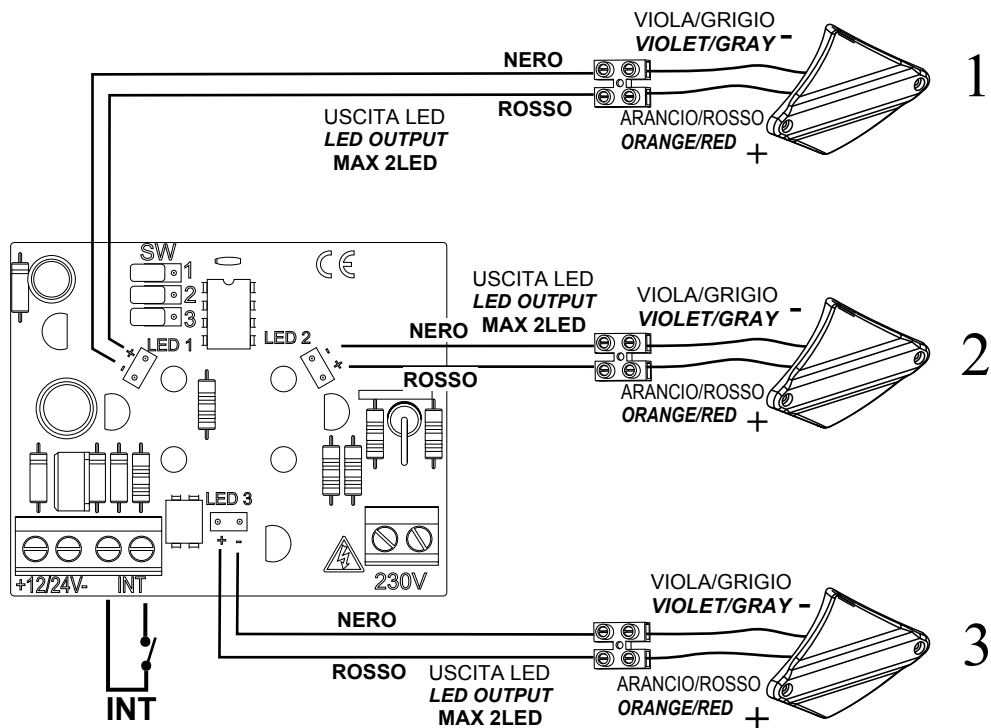 VIOLA/GRIGIO
VIOLET/GRAY -
NERO
1
ROSSO
USCITA LED
LED OUTPUT
MAX 2LED
ARANCIO/ROSSO
ORANGE/RED +
SW
1
2
3
CE
USCITA LED
LED OUTPUT
MAX 2LED
VIOLA/GRIGIO
VIOLET/GRAY -
NERO
2
+
-
LED 1
LED 2
-
+
ROSSO
ARANCIO/ROSSO
ORANGE/RED +
LED 3
+ -
+12/24V-
INT
230V
VIOLA/GRIGIO
VIOLET/GRAY -
NERO
3
ROSSO
USCITA LED
LED OUTPUT
MAX 2LED
ARANCIO/ROSSO
ORANGE/RED +
INT